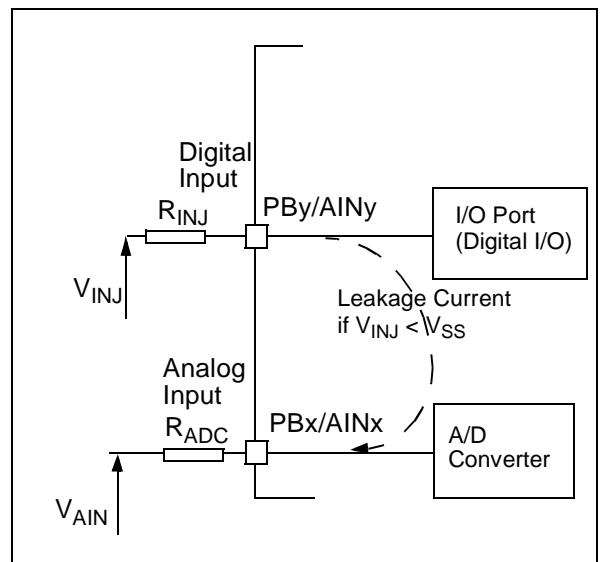 Digital
Input
R_INJ
PBy/AINy
I/O Port
(Digital I/O)
V_INJ
Leakage Current
if V_INJ < V_SS
Analog
Input
R_ADC
PBx/AINx
A/D
Converter
V_AIN